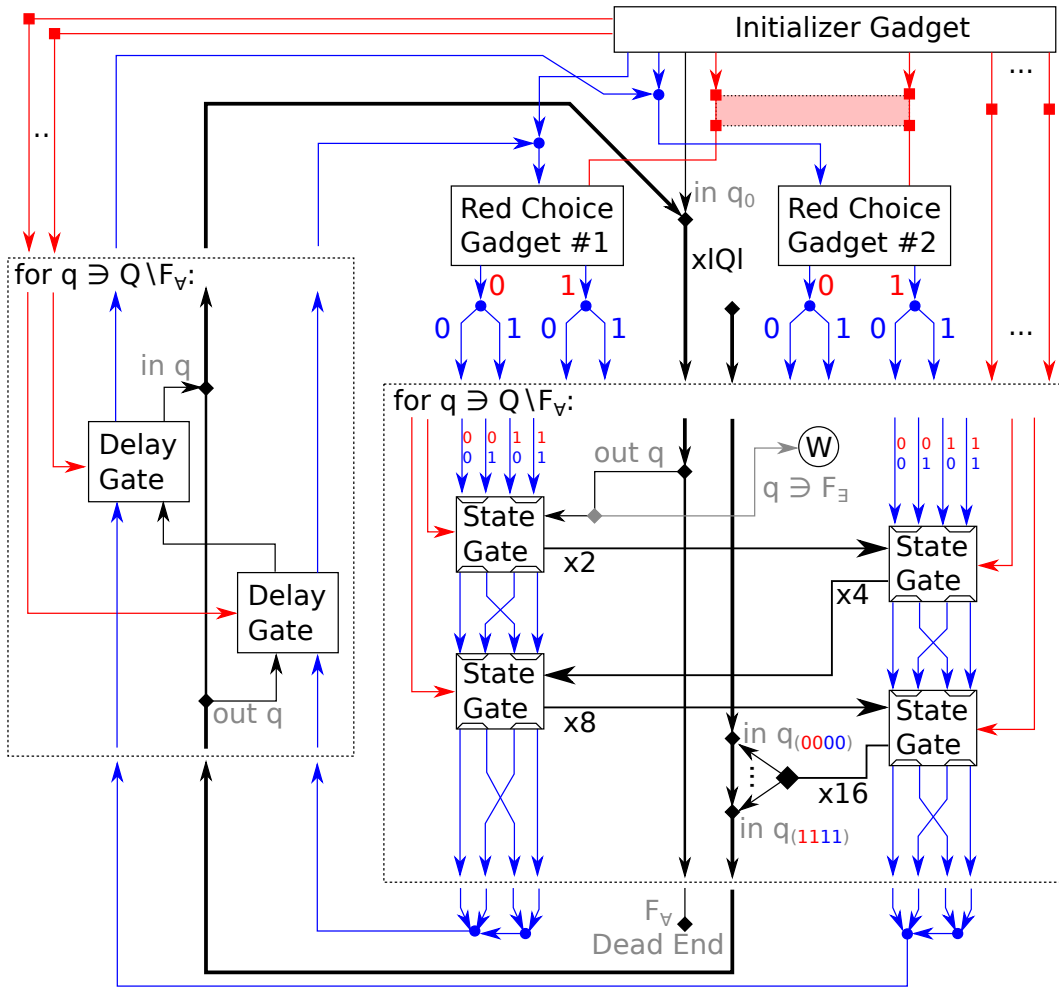 Initializer Gadget
...
..
in q0
Red Choice
Gadget #1
Red Choice
Gadget #2
x|Q|
0 1
0 1
0 1 0 1
0 1 0 1
...
for q ∋ Q\F∀:
in q
Delay
Gate
Delay
Gate
out q
for q ∋ Q\F∀:
0 0 1 1
0 1 0 1
out q
W
q ∋ F∃
0 0 1 1
0 1 0 1
State
Gate
x2
State
Gate
x4
State
Gate
x8
State
Gate
x16
in q(0000)
⋮
in q(1111)
F∀
Dead End